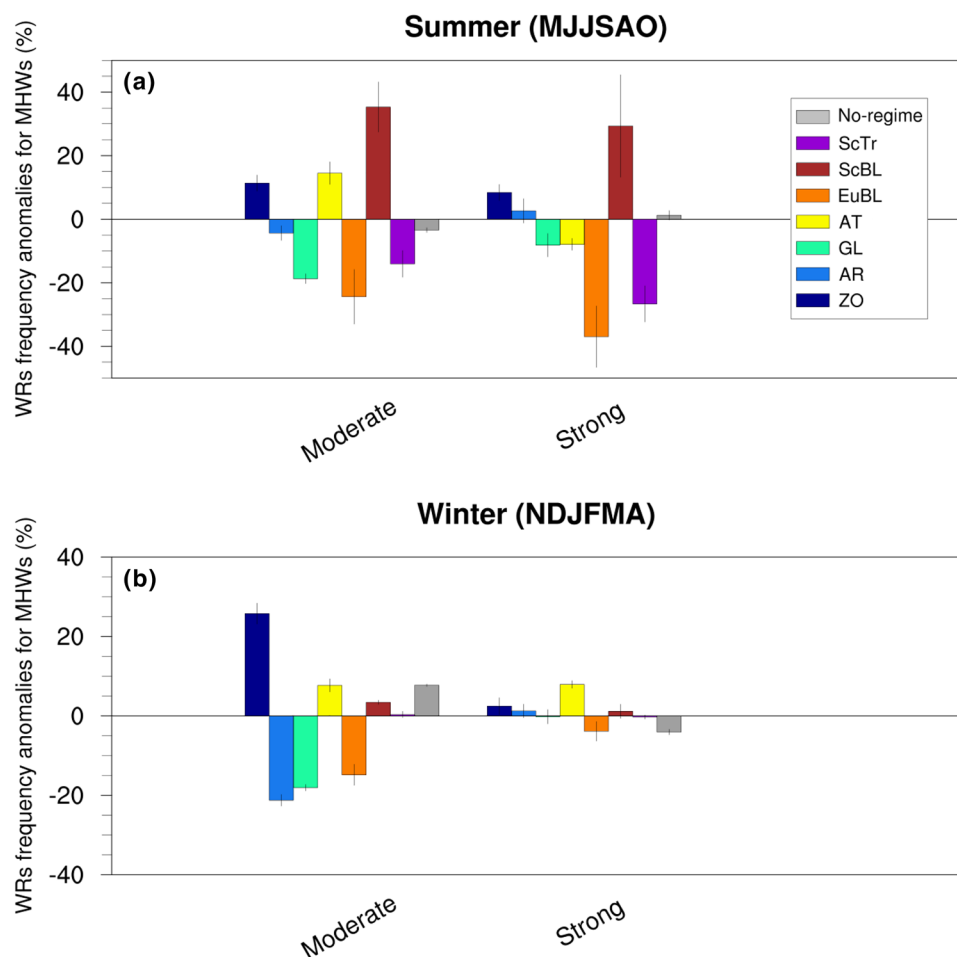 Summer (MJJSAO)
WRs frequency anomalies for MHWs (%)
(a)
40
20
0
-20
-40
No-regime
ScTr
ScBL
EuBL
AT
GL
AR
ZO
Moderate
Strong
Winter (NDJFMA)
WRs frequency anomalies for MHWs (%)
(b)
40
20
0
-20
-40
Moderate
Strong